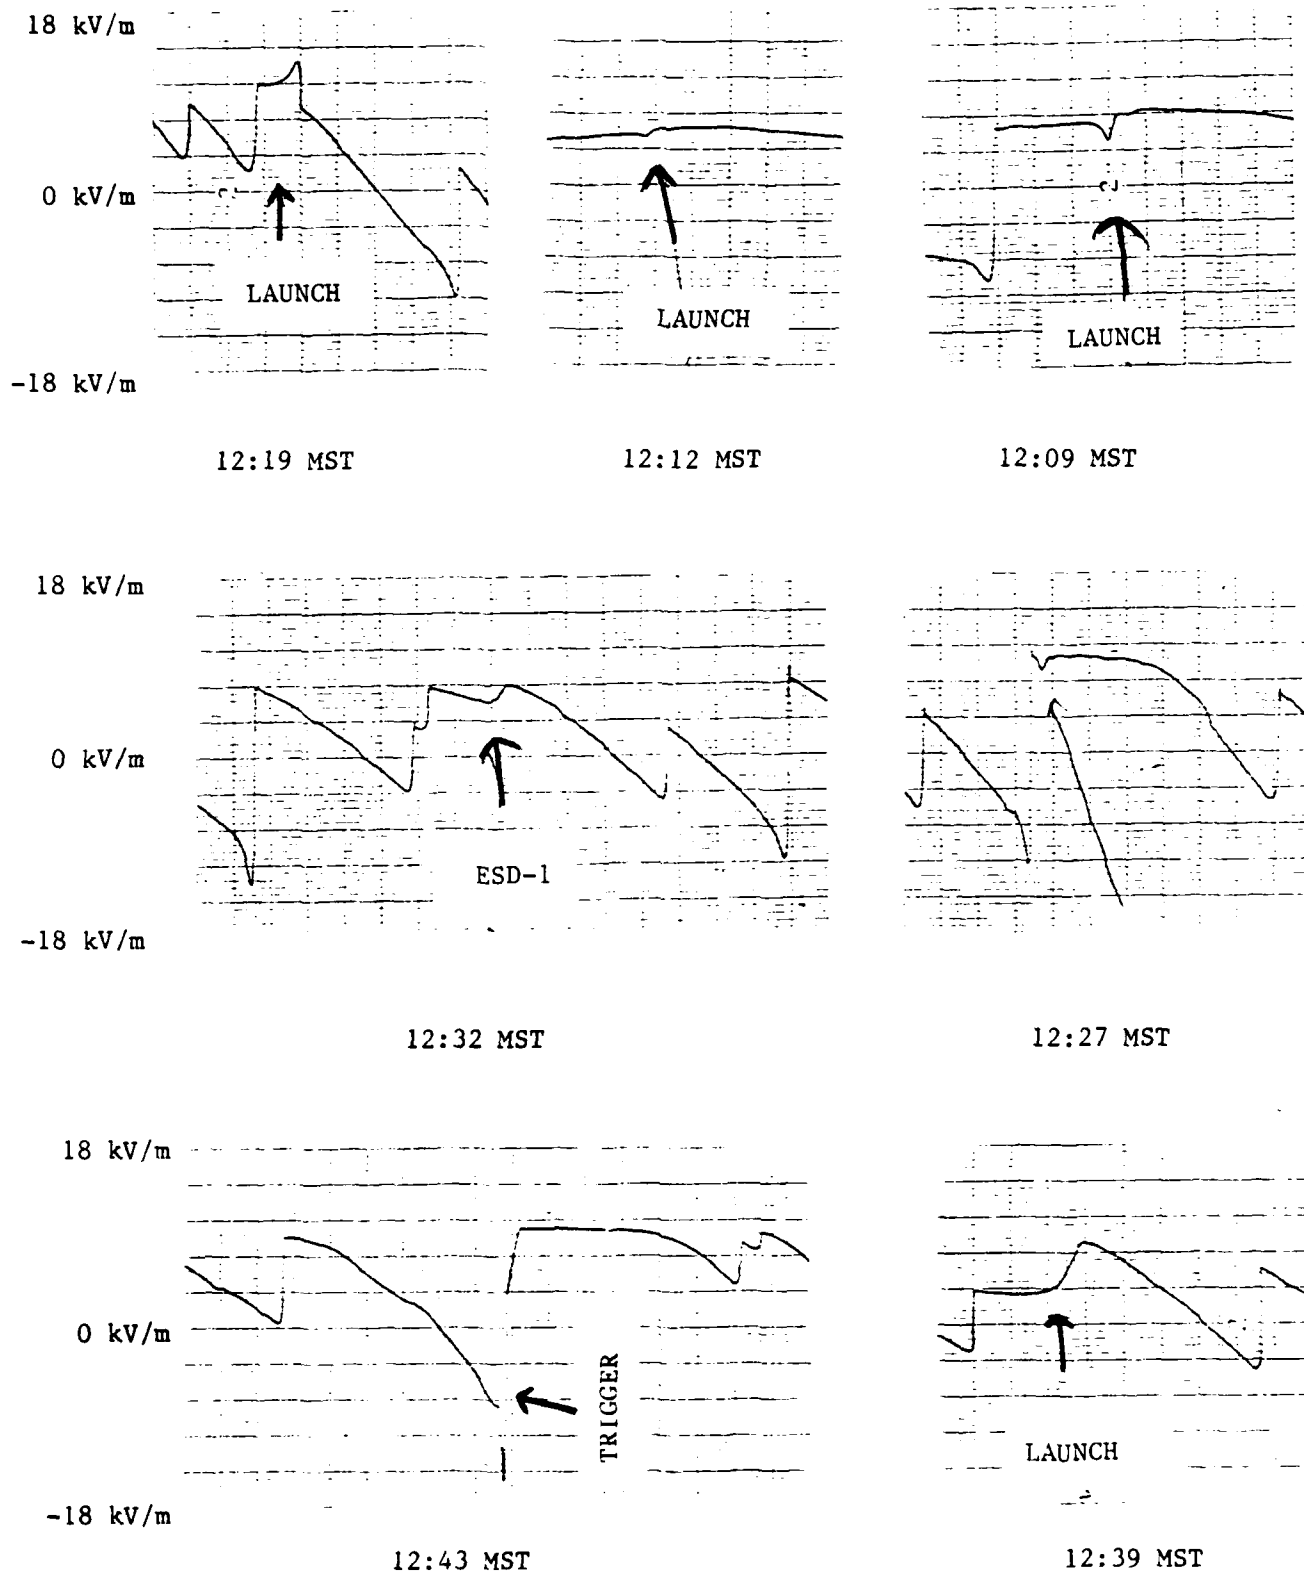 18 kV/m
0 kV/m
-18 kV/m
LAUNCH
LAUNCH
LAUNCH
12:19 MST
12:12 MST
12:09 MST
18 kV/m
0 kV/m
-18 kV/m
ESD-1
12:32 MST
12:27 MST
18 kV/m
0 kV/m
-18 kV/m
TRIGGER
LAUNCH
12:43 MST
12:39 MST